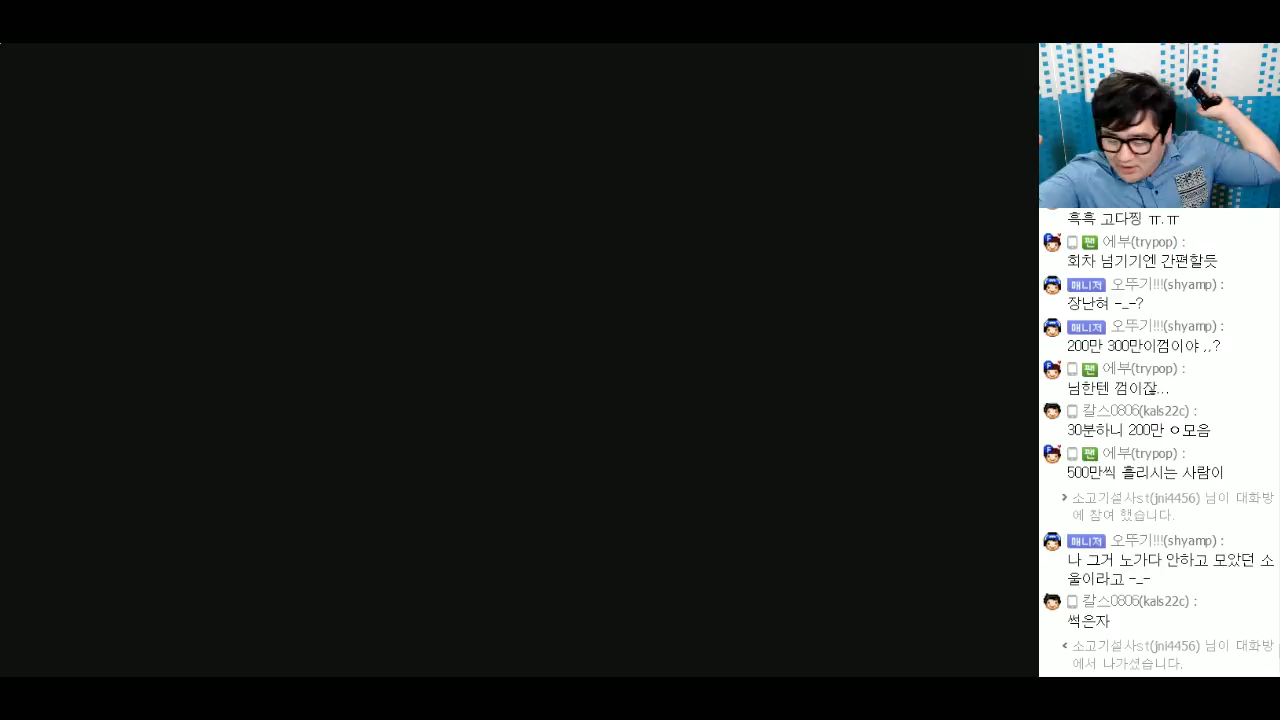 흑흑 고다찡 ㅠ.ㅠ
팬 에부(trypop) :
회차 넘기기엔 간편할듯
매니저 오뚜기!!!(shyamp) :
장난혀 -_-?
매니저 오뚜기!!!(shyamp) :
200만 300만이껌이야 ,,?
팬 에부(trypop) :
님한텐 껌이잖...
칼스0806(kals22c) :
30분하니 200만 ㅇ모음
팬 에부(trypop) :
500만씩 흘리시는 사람이
소고기설사st(jni4456) 님이 대화방
에 참여 했습니다.
매니저 오뚜기!!!(shyamp) :
나 그거 노가다 안하고 모았던 소
울이라고 -_-
칼스0806(kals22c) :
썩은자
소고기설사st(jni4456) 님이 대화방
에서 나가셨습니다.